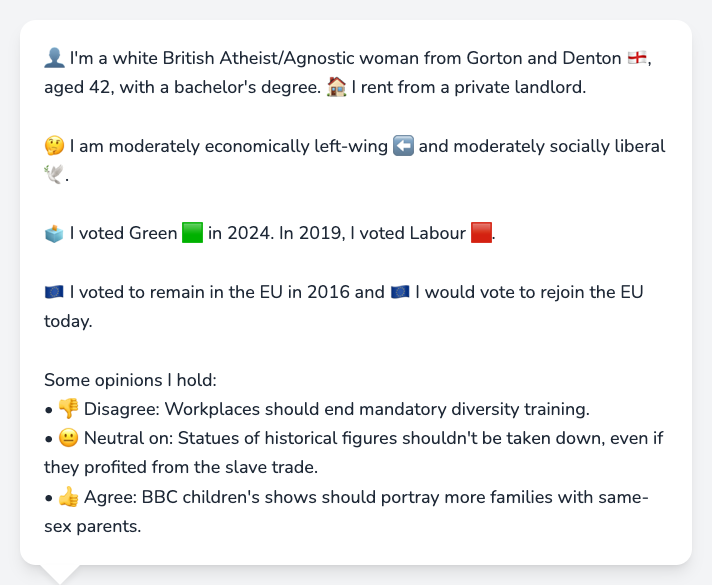 👤 I'm a white British Atheist/Agnostic woman from Gorton and Denton 🏴󠁧󠁢󠁥󠁮󠁧󠁿,
aged 42, with a bachelor's degree. 🏠 I rent from a private landlord.
🤔 I am moderately economically left-wing ⬅️ and moderately socially liberal
🕊️.
🗳️ I voted Green 🟩 in 2024. In 2019, I voted Labour 🟥.
🇪🇺 I voted to remain in the EU in 2016 and 🇪🇺 I would vote to rejoin the EU
today.
Some opinions I hold:
• 👎 Disagree: Workplaces should end mandatory diversity training.
• 😐 Neutral on: Statues of historical figures shouldn't be taken down, even if
they profited from the slave trade.
• 👍 Agree: BBC children's shows should portray more families with same-
sex parents.